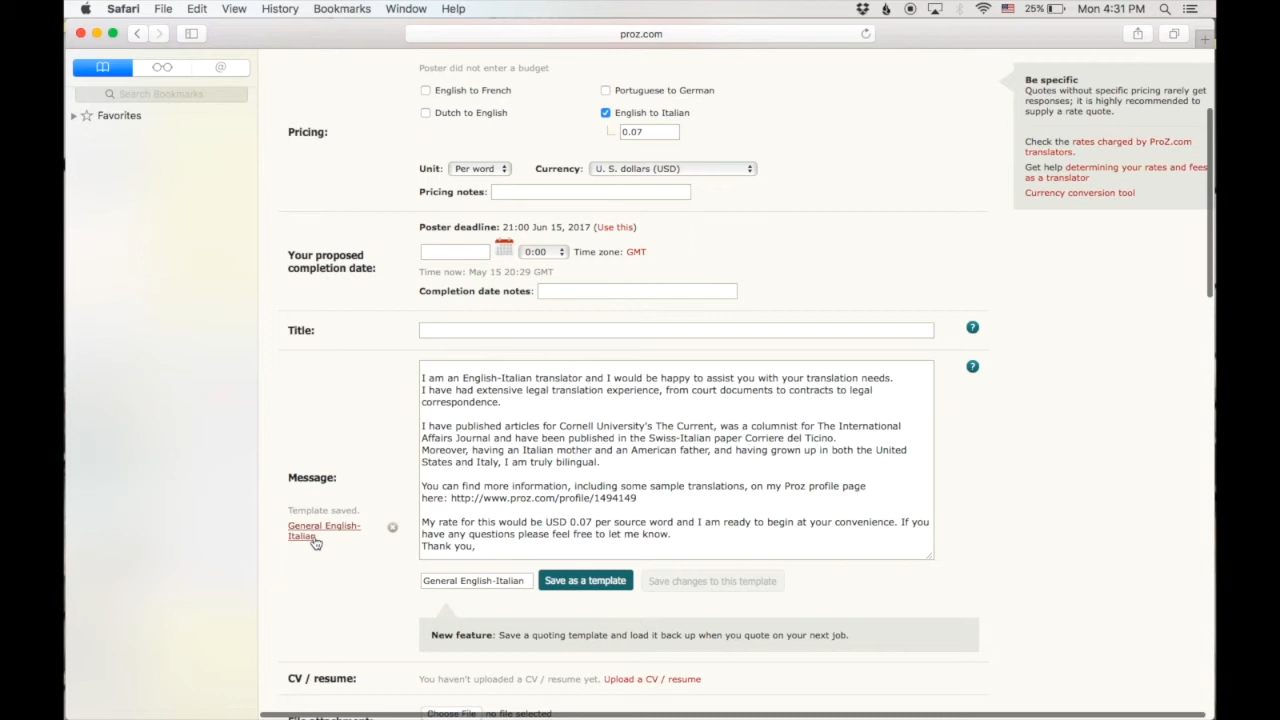 Safari File Edit View History Bookmarks Window Help 25% Mon 4:31 PM
proz.com
Search Bookmarks
Favorites
Poster did not enter a budget
English to French
Portuguese to German
Dutch to English
English to Italian
Pricing:
0.07
Unit: Per word Currency: U. S. dollars (USD)
Pricing notes:
Be specific
Quotes without specific pricing rarely get
responses; it is highly recommended to
supply a rate quote.
Check the rates charged by ProZ.com
translators.
Get help determining your rates and fees
as a translator
Currency conversion tool
Poster deadline: 21:00 Jun 15, 2017 (Use this)
Your proposed
completion date:
0:00 Time zone: GMT
Time now: May 15 20:29 GMT
Completion date notes:
Title:
?
?
I am an English-Italian translator and I would be happy to assist you with your translation needs.
I have had extensive legal translation experience, from court documents to contracts to legal
correspondence.
I have published articles for Cornell University's The Current, was a columnist for The International
Affairs Journal and have been published in the Swiss-Italian paper Corriere del Ticino.
Moreover, having an Italian mother and an American father, and having grown up in both the United
States and Italy, I am truly bilingual.
You can find more information, including some sample translations, on my Proz profile page
here: http://www.proz.com/profile/1494149
My rate for this would be USD 0.07 per source word and I am ready to begin at your convenience. If you
have any questions please feel free to let me know.
Thank you,
Message:
Template saved.
General English-
Italian
General English-Italian Save as a template Save changes to this template
New feature: Save a quoting template and load it back up when you quote on your next job.
CV / resume:
You haven't uploaded a CV / resume yet. Upload a CV / resume
File attachment:
Choose File no file selected